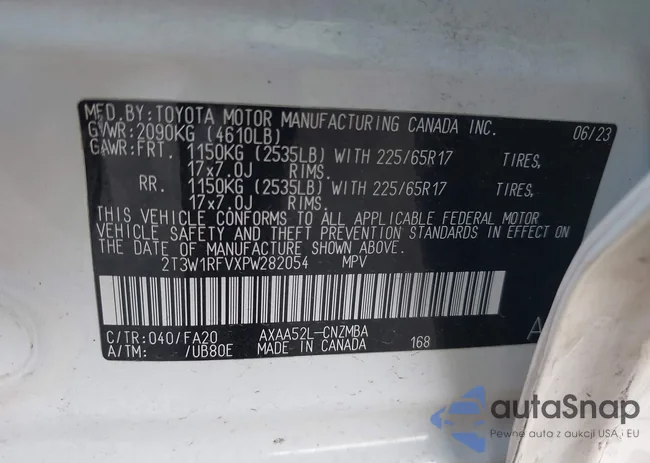 MFD. BY: TOYOTA MOTOR MANUFACTURING CANADA INC. 06/23
GVWR: 2090KG (4610LB)
GAWR: FRT. 1150KG (2535LB) WITH 225/65R17 TIRES,
17x7.0J RIMS.
RR. 1150KG (2535LB) WITH 225/65R17 TIRES,
17x7.0J RIMS.
THIS VEHICLE CONFORMS TO ALL APPLICABLE FEDERAL MOTOR
VEHICLE SAFETY AND THEFT PREVENTION STANDARDS IN EFFECT ON
THE DATE OF MANUFACTURE SHOWN ABOVE.
2T3W1RFVXPW282054 MPV
C/TR: 040/FA20 AXAA52L-CNZMBA
A/TM: /UB80E MADE IN CANADA 168
A
autaSnap
Pewne auta z aukcji USA i EU